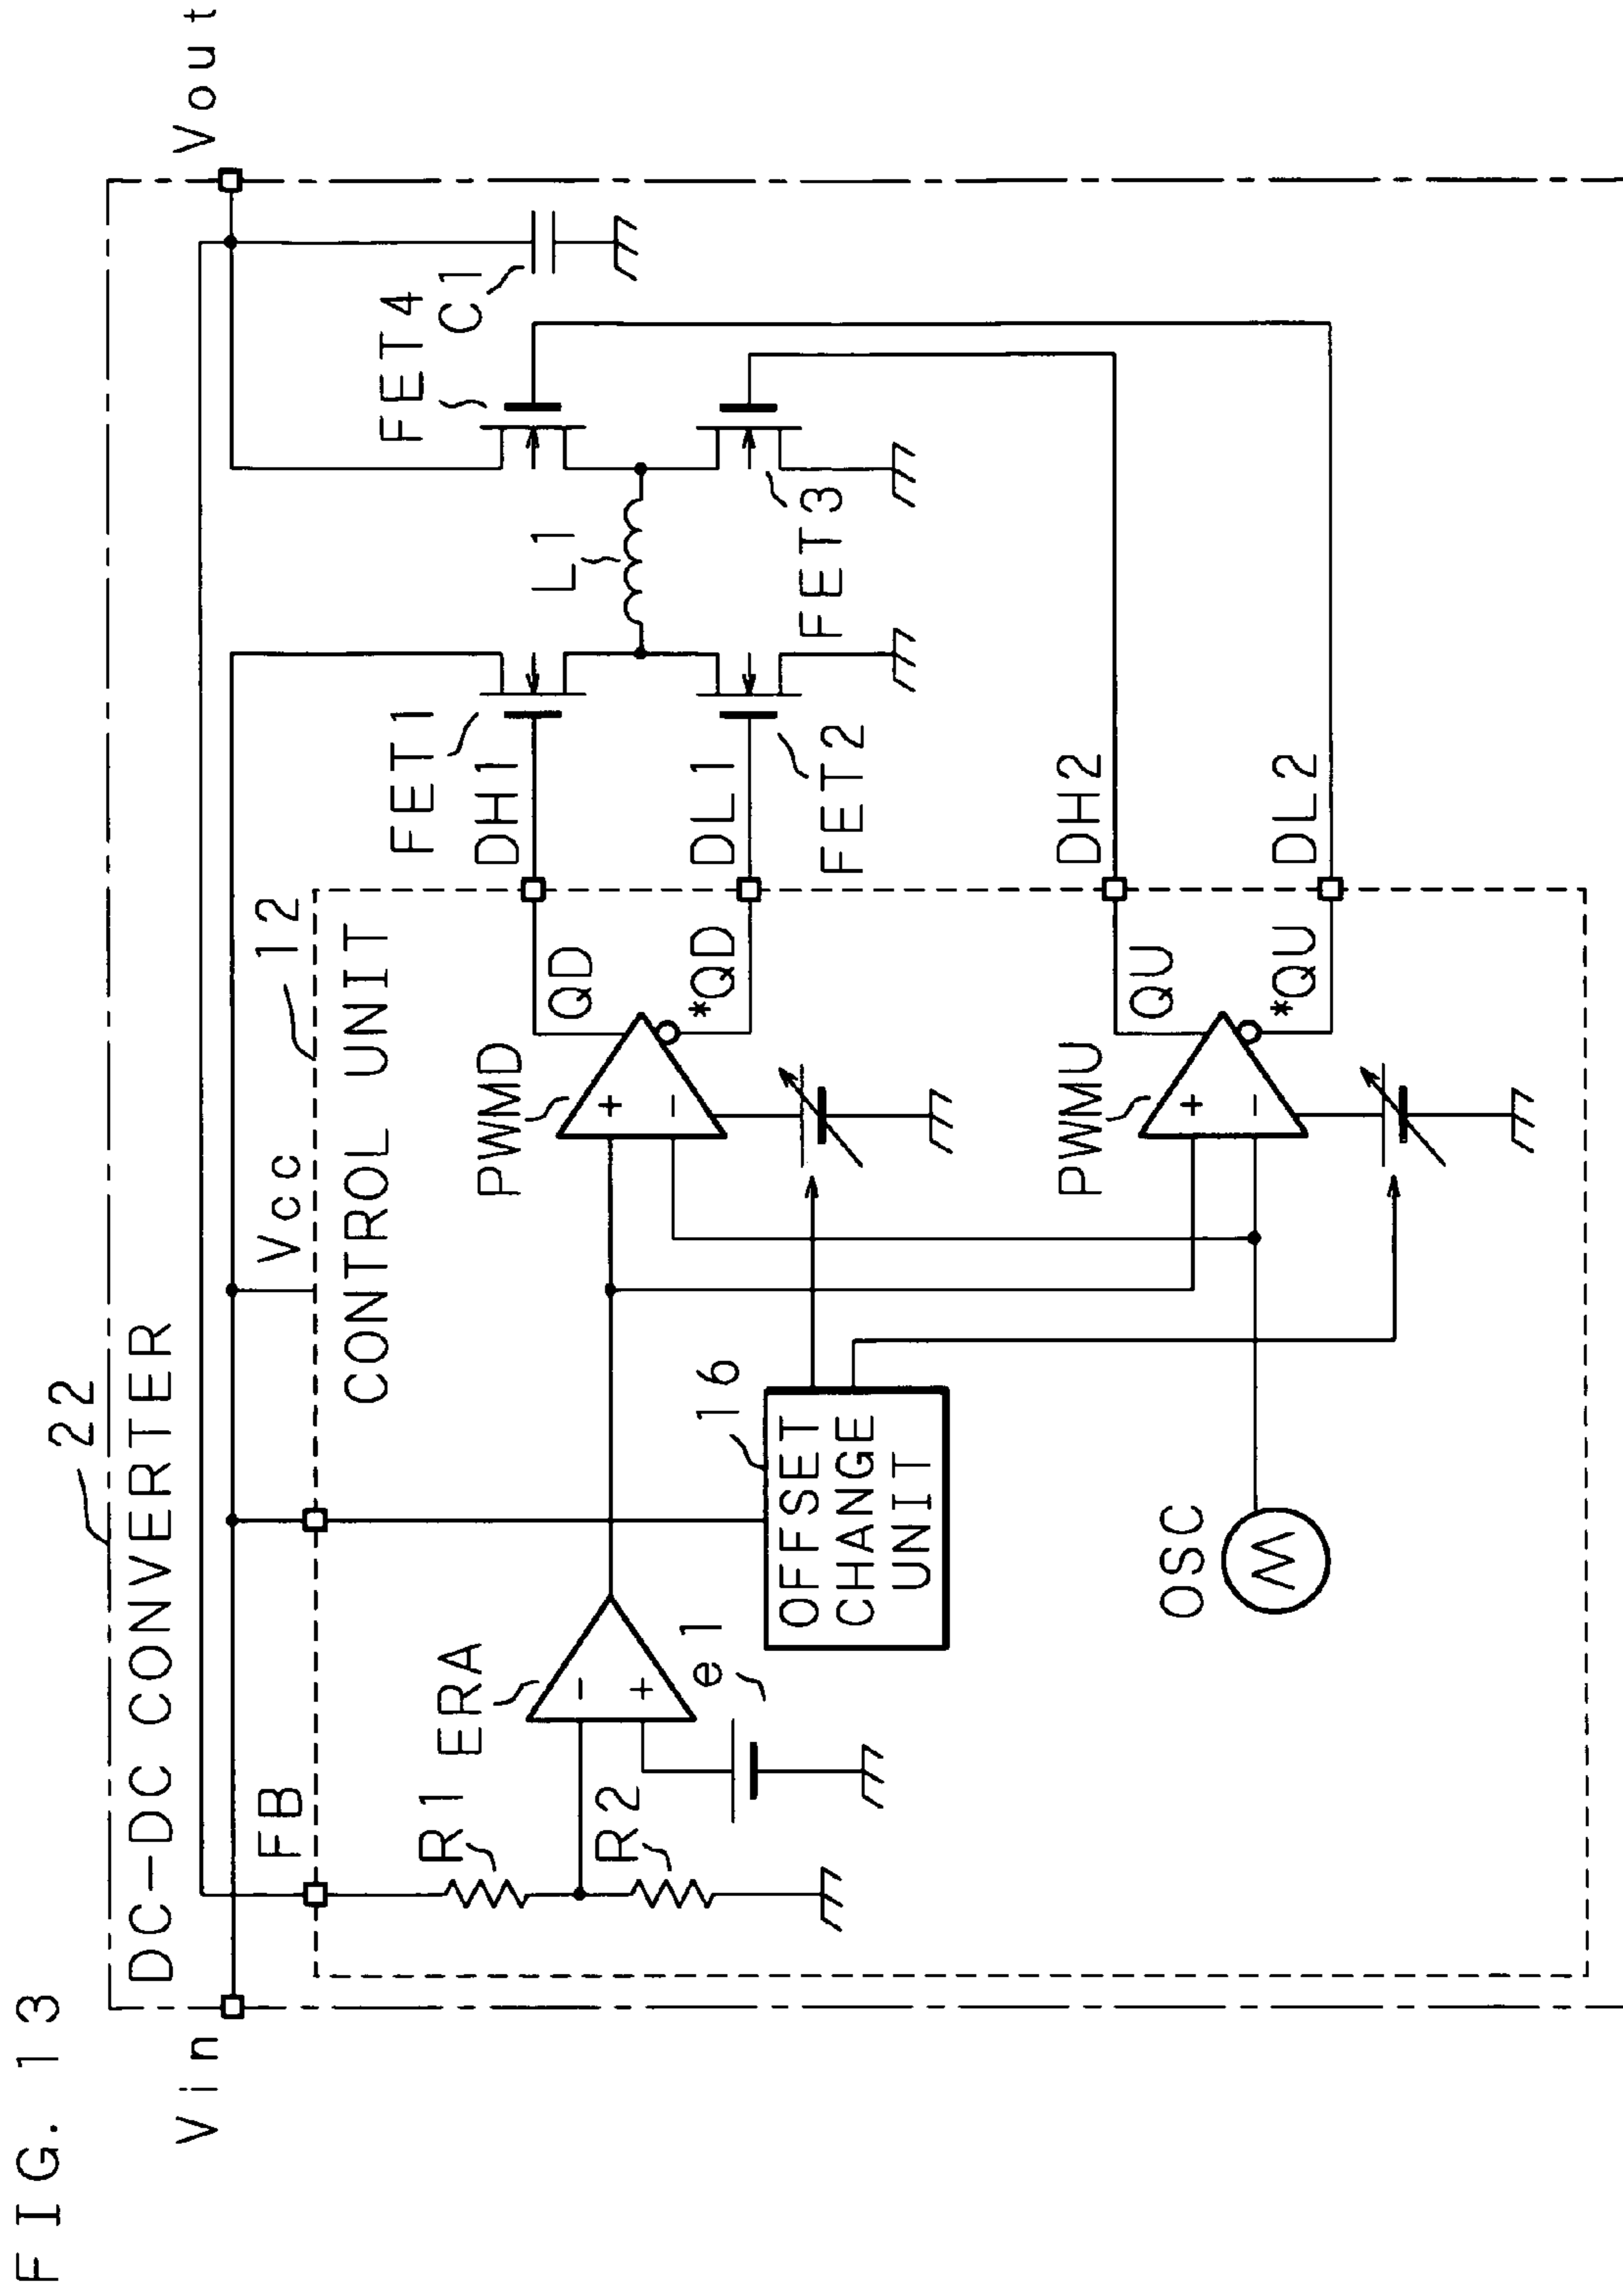 FIG. 13
22
DC-DC CONVERTER
Vin
Vout
Vcc
12
FB
CONTROL UNIT
R1
ERA
R2
e1
16
OFFSET
CHANGE
UNIT
OSC
PWMD
+
-
-
+
QD
*QD
PWMU
+
-
QU
*QU
DH1
DL1
DH2
DL2
FET1
FET2
L1
FET3
FET4
C1